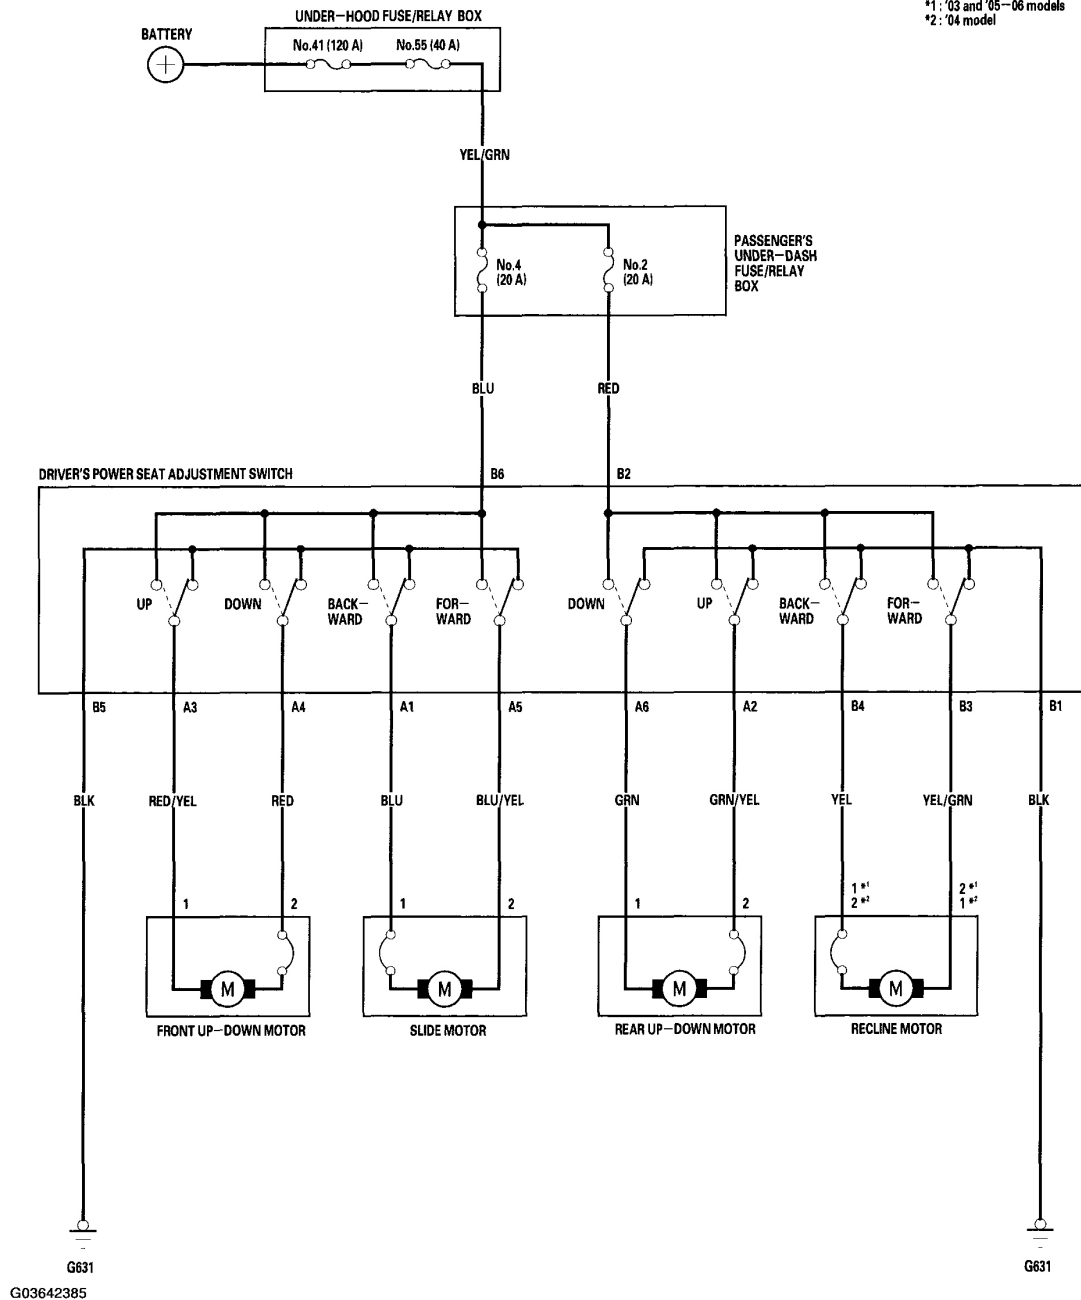 *1 : '03 and '05–06 models
*2 : '04 model
UNDER–HOOD FUSE/RELAY BOX
BATTERY
No.41 (120 A)
No.55 (40 A)
YEL/GRN
PASSENGER'S
UNDER–DASH
FUSE/RELAY
BOX
No.4
(20 A)
No.2
(20 A)
BLU
RED
DRIVER'S POWER SEAT ADJUSTMENT SWITCH
B6
B2
UP
DOWN
BACK–
WARD
FOR–
WARD
DOWN
UP
BACK–
WARD
FOR–
WARD
B5
A3
A4
A1
A5
A6
A2
B4
B3
B1
BLK
RED/YEL
RED
BLU
BLU/YEL
GRN
GRN/YEL
YEL
YEL/GRN
BLK
1
2
1
2
1
2
1 *1
2 *2
2 *1
1 *2
M
M
M
M
FRONT UP–DOWN MOTOR
SLIDE MOTOR
REAR UP–DOWN MOTOR
RECLINE MOTOR
G631
G631
G03642385